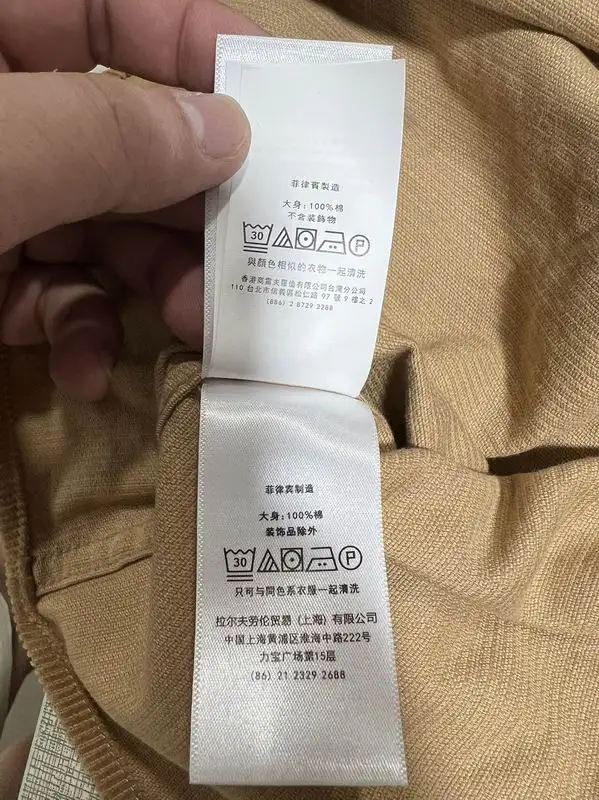 菲律賓製造
大身:100%棉
不含裝飾物
30 P
與顏色相似的衣物一起清洗
香港商雷夫羅倫有限公司台灣分公司
110 台北市信義區松仁路 97 號 9 樓之 2
(886) 2 8729 2288
菲律宾制造
大身:100%棉
装饰品除外
30 P
只可与同色系衣服一起清洗
拉尔夫劳伦贸易 (上海) 有限公司
中国上海黄浦区淮海中路222号
力宝广场第15层
(86) 21 2329 2688